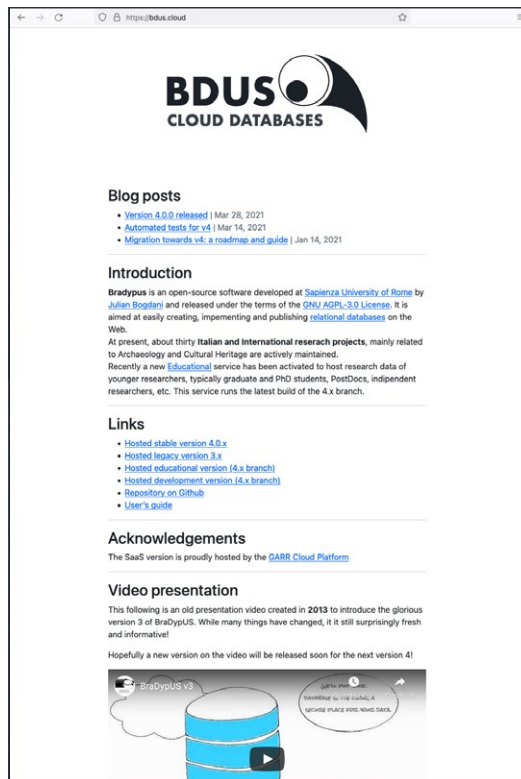 https://bdus.cloud
BDUS
CLOUD DATABASES
Blog posts
• Version 4.0.0 released | Mar 28, 2021
• Automated tests for v4 | Mar 14, 2021
• Migration towards v4: a roadmap and guide | Jan 14, 2021
Introduction
Bradypus is an open-source software developed at Sapienza University of Rome by
Julian Bogdani and released under the terms of the GNU AGPL-3.0 License. It is
aimed at easily creating, impementing and publishing relational databases on the
Web.
At present, about thirty Italian and International reserach projects, mainly related
to Archaeology and Cultural Heritage are actively maintained.
Recently a new Educational service has been activated to host research data of
younger researchers, typically graduate and PhD students, PostDocs, indipendent
researchers, etc. This service runs the latest build of the 4.x branch.
Links
• Hosted stable version 4.0.x
• Hosted legacy version 3.x
• Hosted educational version (4.x branch)
• Hosted development version (4.x branch)
• Repository on Github
• User's guide
Acknowledgements
The SaaS version is proudly hosted by the GARR Cloud Platform
Video presentation
This following is an old presentation video created in 2013 to introduce the glorious
version 3 of BraDypUS. While many things have changed, it it still surprisingly fresh
and informative!
Hopefully a new version on the video will be released soon for the next version 4!
BraDypUS v3
DATABASE IN THE CLOUD, A
SECURE PLACE FOR YOUR DATA